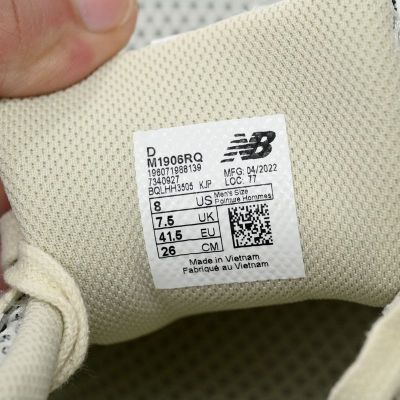 D
M1906RQ
196071988139
7340927
BQLHH3505 KJP
NB
MFG: 04/2022
LOC: 77
8 US Men's Size
Pointure Hommes
7.5 UK
41.5 EU
26 CM
Made in Vietnam
Fabriqué au Vietnam